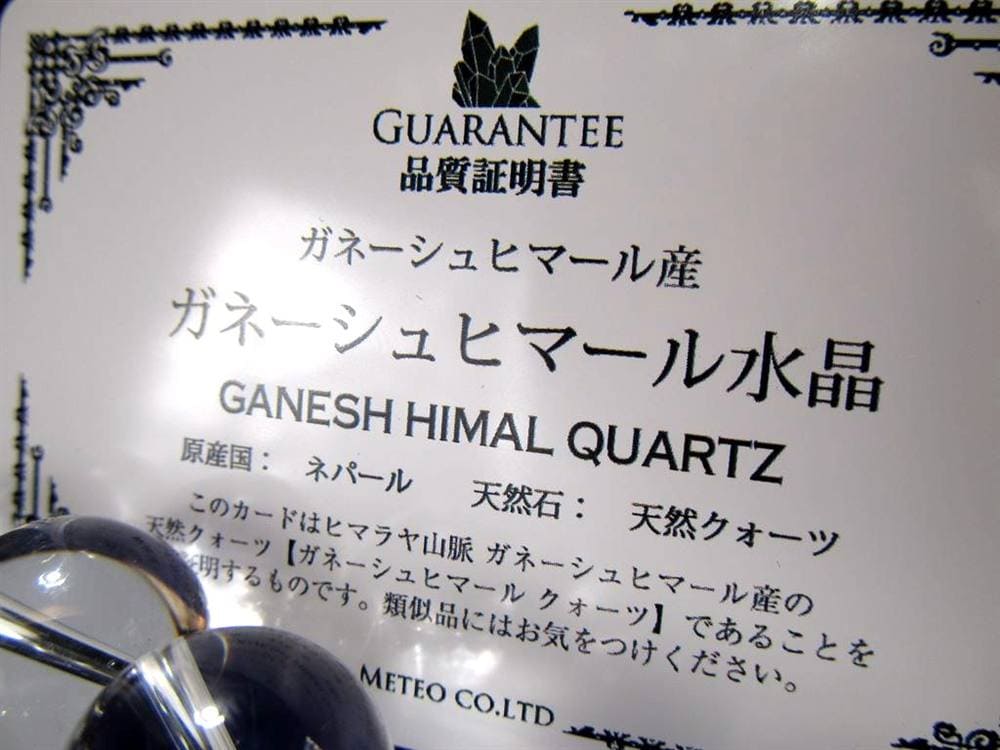 GUARANTEE
品質証明書
ガネーシュヒマール産
ガネーシュヒマール水晶
GANESH HIMAL QUARTZ
原産国： ネパール 天然石： 天然クォーツ
このカードはヒマラヤ山脈 ガネーシュヒマール産の
天然クォーツ【ガネーシュヒマール クォーツ】であることを
証明するものです。類似品にはお気をつけください。
METEO CO.LTD